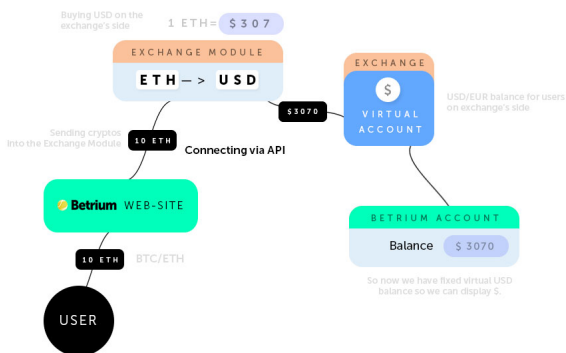 Buying USD on the
exchange's side
1 ETH=
$307
EXCHANGE MODULE
ETH—> USD
EXCHANGE
$
VIRTUAL
ACCOUNT
USD/EUR balance for users
on exchange's side
$3070
Sending cryptos
into the Exchange Module
10 ETH
Connecting via API
Betrium WEB-SITE
BETRIUM ACCOUNT
Balance
$ 3070
10 ETH
BTC/ETH
So now we have fixed virtual USD
balance so we can display $.
USER